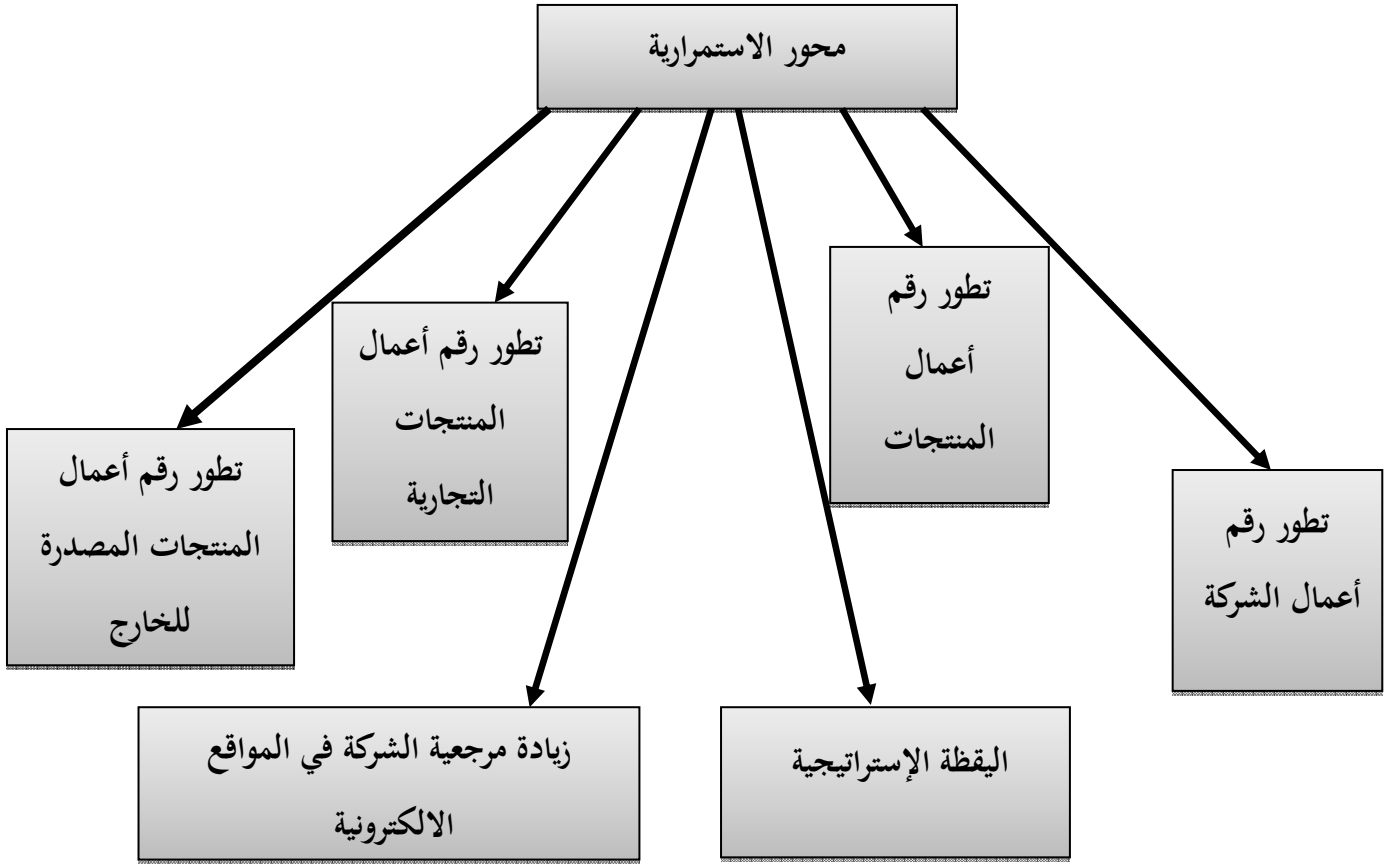 محور الاستمرارية
تطور رقم
أعمال
المنتجات
تطور رقم أعمال
المنتجات
التجارية
تطور رقم أعمال
المنتجات المصدرة
للخارج
تطور رقم
أعمال الشركة
اليقظة الإستراتيجية
زيادة مرجعية الشركة في المواقع
الالكترونية